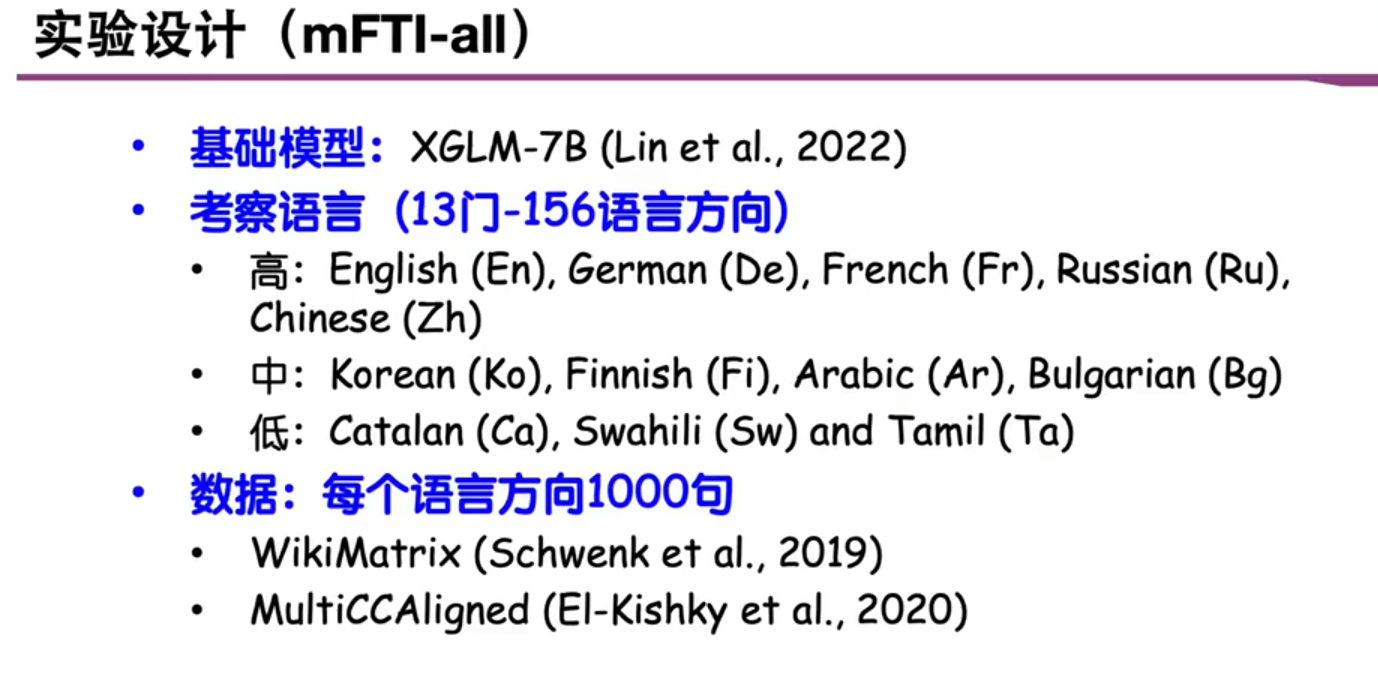 实验设计（mFTI-all）
• 基础模型：XGLM-7B (Lin et al., 2022)
• 考察语言（13门-156语言方向）
• 高：English (En), German (De), French (Fr), Russian (Ru),
Chinese (Zh)
• 中：Korean (Ko), Finnish (Fi), Arabic (Ar), Bulgarian (Bg)
• 低：Catalan (Ca), Swahili (Sw) and Tamil (Ta)
• 数据：每个语言方向1000句
• WikiMatrix (Schwenk et al., 2019)
• MultiCCAligned (El-Kishky et al., 2020)